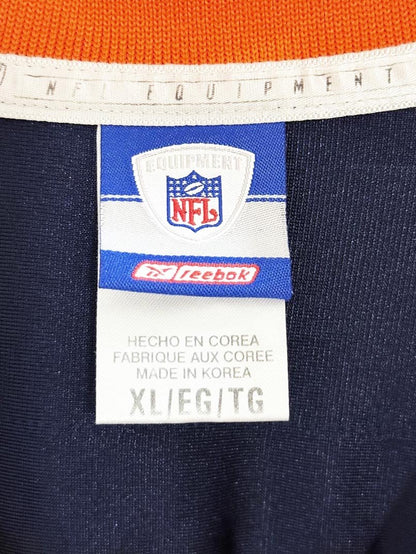 NFL EQUIPMENT
EQUIPMENT
NFL
reebok
HECHO EN COREA
FABRIQUE AUX COREE
MADE IN KOREA
XL/EG/TG